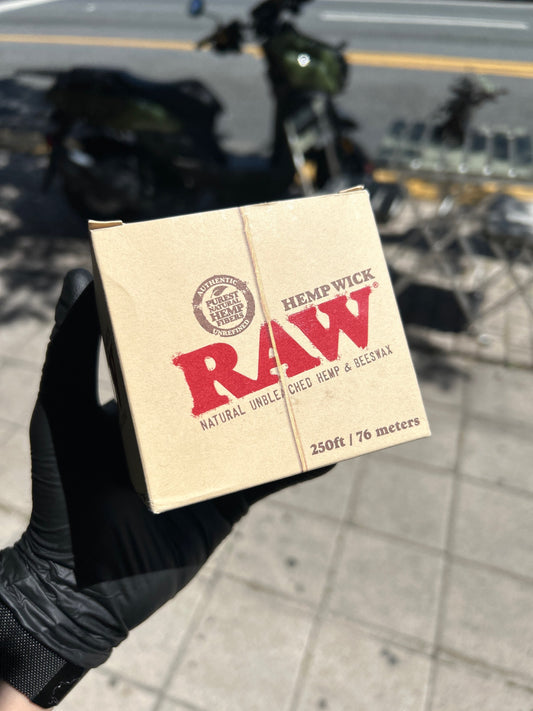 AUTHENTIC
PUREST
NATURAL
HEMP
FIBERS
UNREFINED
HEMP WICK
RAW®
NATURAL UNBLEACHED HEMP & BEESWAX
250ft / 76 meters